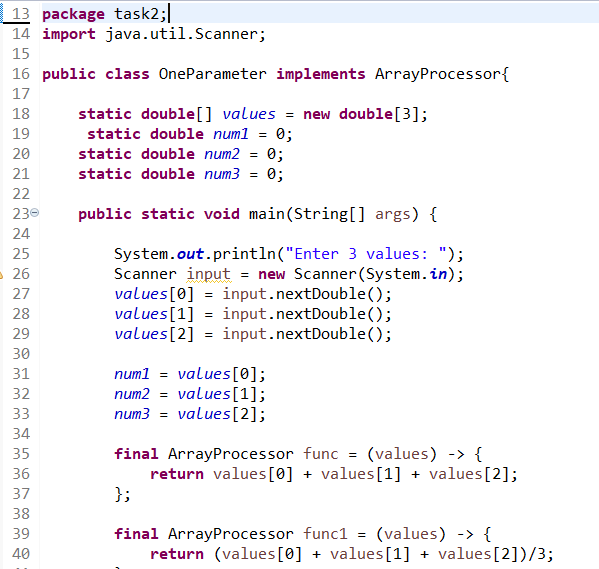 13 package task2;
14 import java.util.Scanner;
15
16 public class OneParameter implements ArrayProcessor{
17
18     static double[] values = new double[3];
19      static double num1 = 0;
20     static double num2 = 0;
21     static double num3 = 0;
22
23     public static void main(String[] args) {
24
25         System.out.println("Enter 3 values: ");
26         Scanner input = new Scanner(System.in);
27         values[0] = input.nextDouble();
28         values[1] = input.nextDouble();
29         values[2] = input.nextDouble();
30
31         num1 = values[0];
32         num2 = values[1];
33         num3 = values[2];
34
35         final ArrayProcessor func = (values) -> {
36             return values[0] + values[1] + values[2];
37         };
38
39         final ArrayProcessor func1 = (values) -> {
40             return (values[0] + values[1] + values[2])/3;